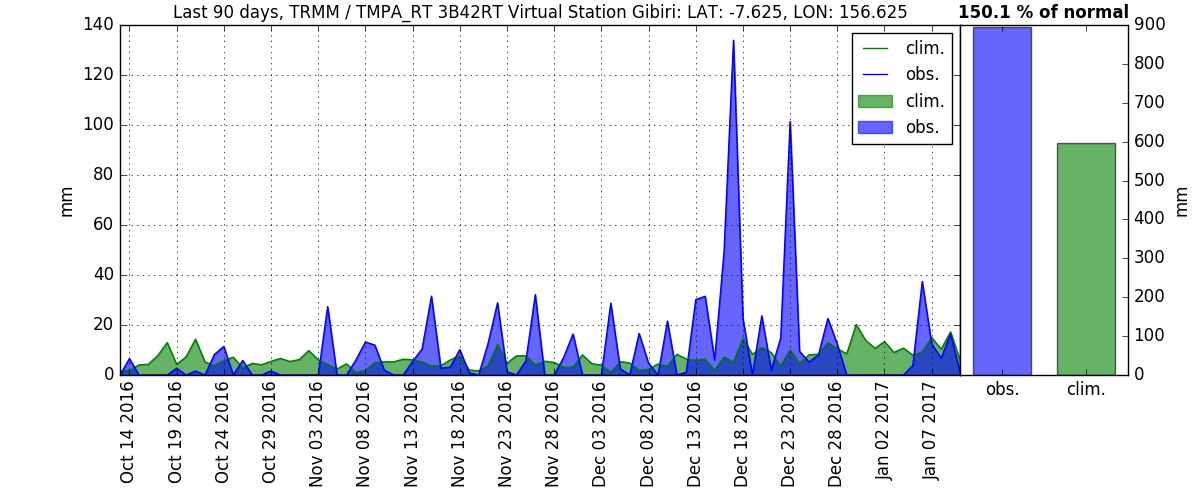 Last 90 days, TRMM / TMPA_RT 3B42RT Virtual Station Gibiri: LAT: -7.625, LON: 156.625
150.1 % of normal
140
120
100
80
60
40
20
0
mm
clim.
obs.
clim.
obs.
900
800
700
600
500
400
300
200
100
0
mm
Oct 14 2016
Oct 19 2016
Oct 24 2016
Oct 29 2016
Nov 03 2016
Nov 08 2016
Nov 13 2016
Nov 18 2016
Nov 23 2016
Nov 28 2016
Dec 03 2016
Dec 08 2016
Dec 13 2016
Dec 18 2016
Dec 23 2016
Dec 28 2016
Jan 02 2017
Jan 07 2017
obs.
clim.